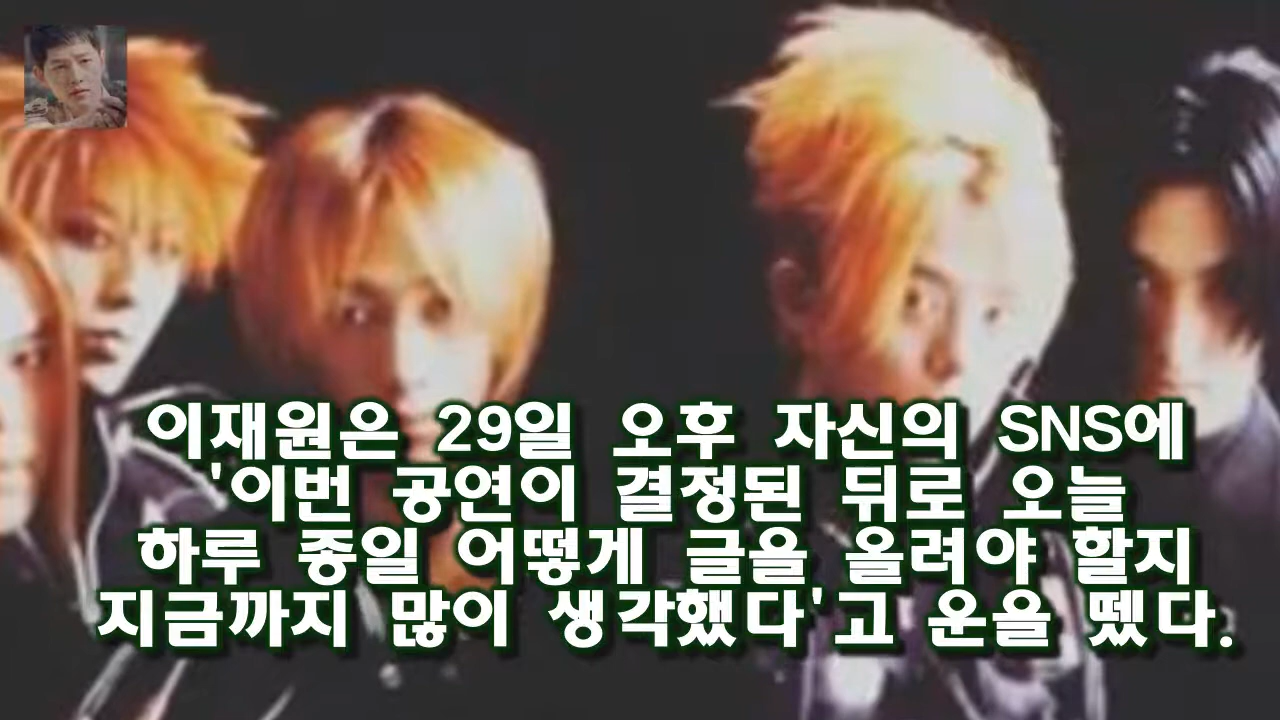 이재원은 29일 오후 자신의 SNS에
'이번 공연이 결정된 뒤로 오늘
하루 종일 어떻게 글을 올려야 할지
지금까지 많이 생각했다'고 운을 뗐다.